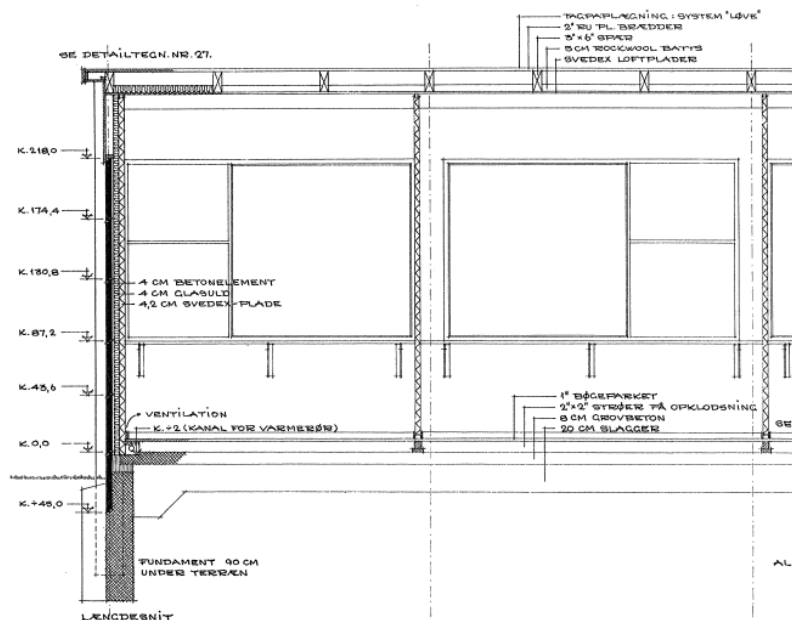 TAGPAPLÆGNING : SYSTEM "LØVE"
2" RU PL. BRÆDDER
3"×6" SPÆR
5 CM ROCKWOOL BATTS
SVEDEX LOFTPLADER
SE DETAILTEGN. NR. 27.
K. 218,0
K. 174,4
K. 130,8
4 CM BETONELEMENT
4 CM GLASULD
4,2 CM SVEDEX-PLADE
K. 87,2
K. 43,6
1" BØGEPARKET
2"×2" STRØER PÅ OPKLODSNING
8 CM GROVBETON
20 CM SLAGGER
VENTILATION
K. ÷2 (KANAL FOR VARMERØR)
SE
K. 0,0
K. ÷45,0
FUNDAMENT 90 CM
UNDER TERRÆN
AL
LÆNGDESNIT